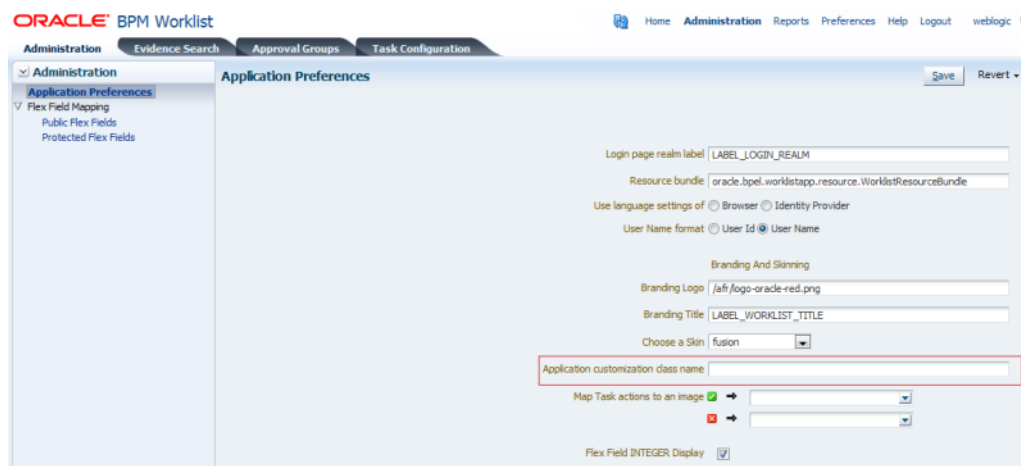 ORACLE BPM Worklist
Home Administration Reports Preferences Help Logout weblogic
Administration Evidence Search Approval Groups Task Configuration
Administration
Application Preferences
Flex Field Mapping
Public Flex Fields
Protected Flex Fields
Application Preferences
Save Revert
Login page realm label LABEL_LOGIN_REALM
Resource bundle oracle.bpel.worklistapp.resource.WorklistResourceBundle
Use language settings of Browser Identity Provider
User Name format User Id User Name
Branding And Skinning
Branding Logo /afr/logo-oracle-red.png
Branding Title LABEL_WORKLIST_TITLE
Choose a Skin fusion
Application customization class name
Map Task actions to an image
Flex Field INTEGER Display